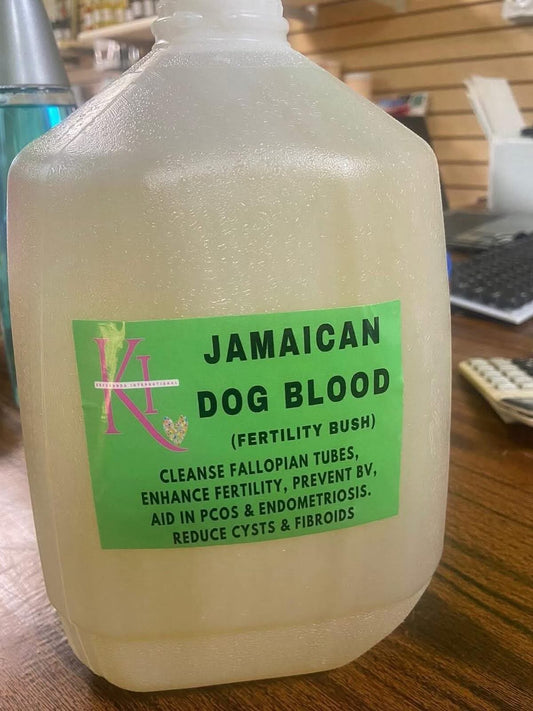 KI
INTERNATIONAL
JAMAICAN
DOG BLOOD
(FERTILITY BUSH)
CLEANSE FALLOPIAN TUBES,
ENHANCE FERTILITY, PREVENT BV,
AID IN PCOS & ENDOMETRIOSIS.
REDUCE CYSTS & FIBROIDS